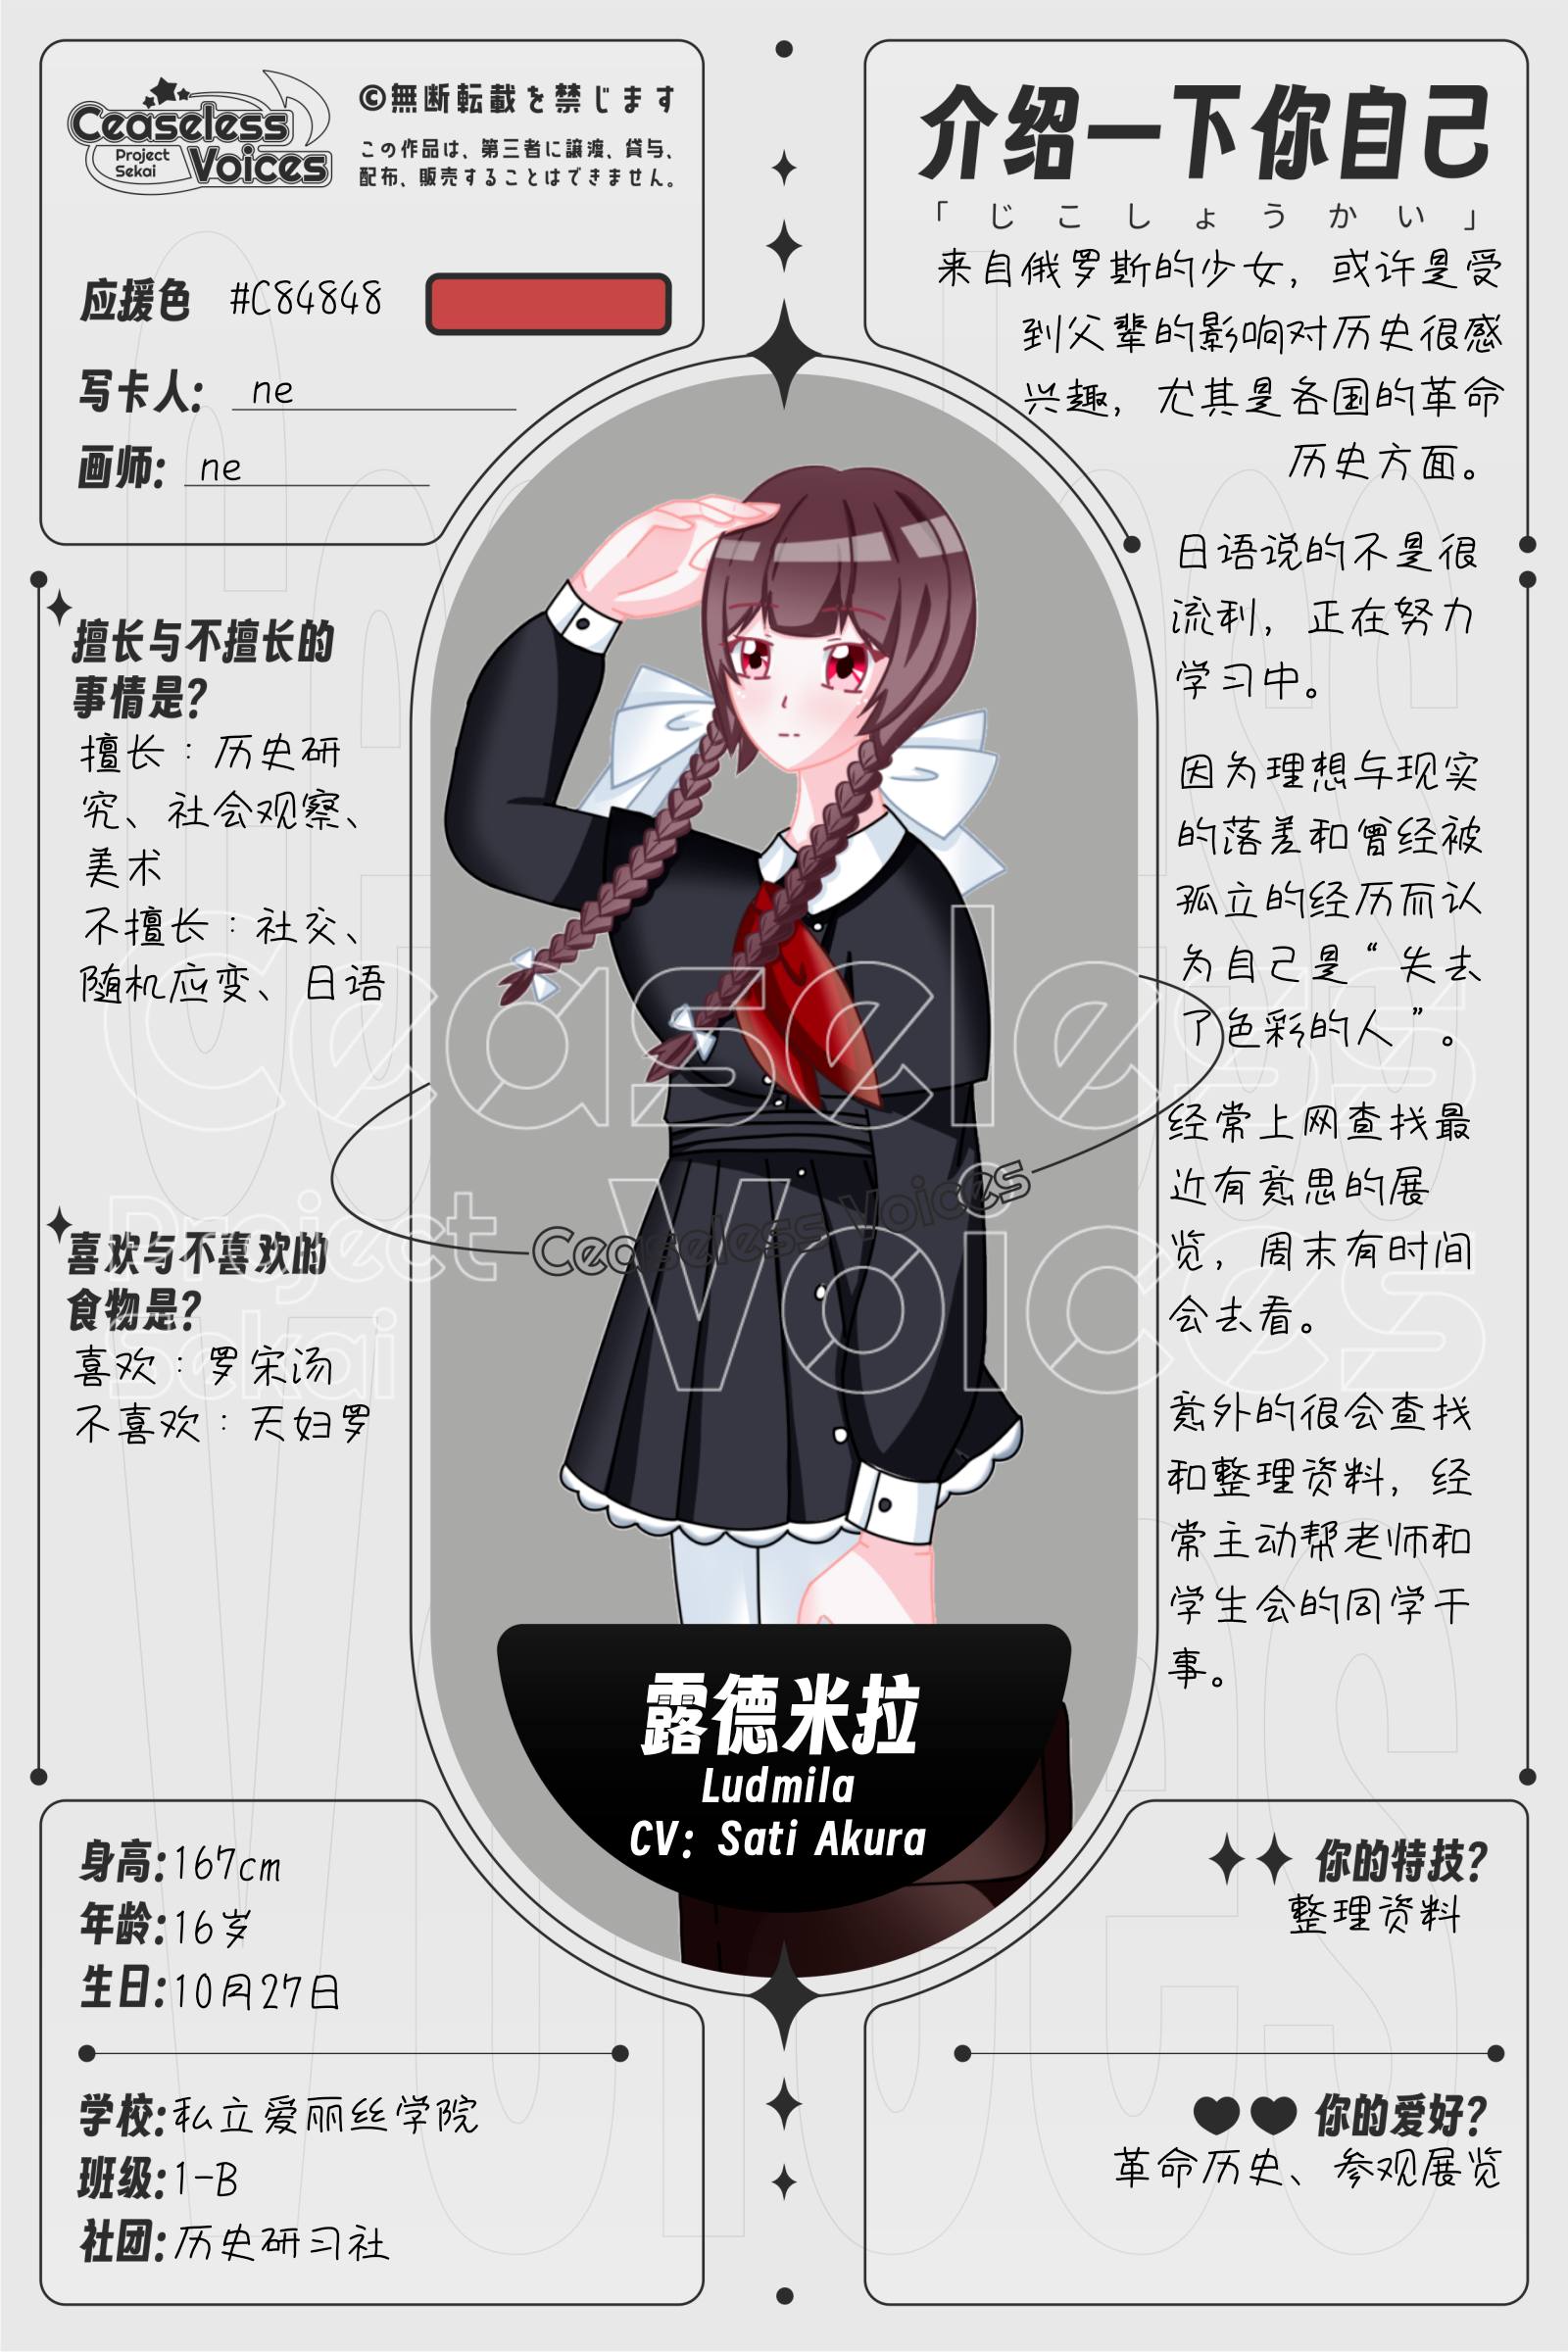 Ceaseless
Project
Sekai
Voices
©無断転載を禁じます
この作品は、第三者に譲渡、貸与、
配布、販売することはできません。
应援色 #C84848
写卡人: ne
画师: ne
介绍一下你自己
「じこしょうかい」
来自俄罗斯的少女，或许是受
到父辈的影响对历史很感
兴趣，尤其是各国的革命
历史方面。
日语说的不是很
流利，正在努力
学习中。
因为理想与现实
的落差和曾经被
孤立的经历而认
为自己是“失去
了色彩的人”。
经常上网查找最
近有意思的展
览，周末有时间
会去看。
意外的很会查找
和整理资料，经
常主动帮老师和
学生会的同学干
事。
擅长与不擅长的
事情是?
擅长：历史研
究、社会观察、
美术
不擅长：社交、
随机应变、日语
喜欢与不喜欢的
食物是?
喜欢：罗宋汤
不喜欢：天妇罗
Ceaseless
Project
Sekai
Voices
Ceaseless Voices
露德米拉
Ludmila
CV: Sati Akura
身高:167cm
年龄:16岁
生日:10月27日
学校:私立爱丽丝学院
班级:1-B
社团:历史研习社
你的特技?
整理资料
你的爱好?
革命历史、参观展览